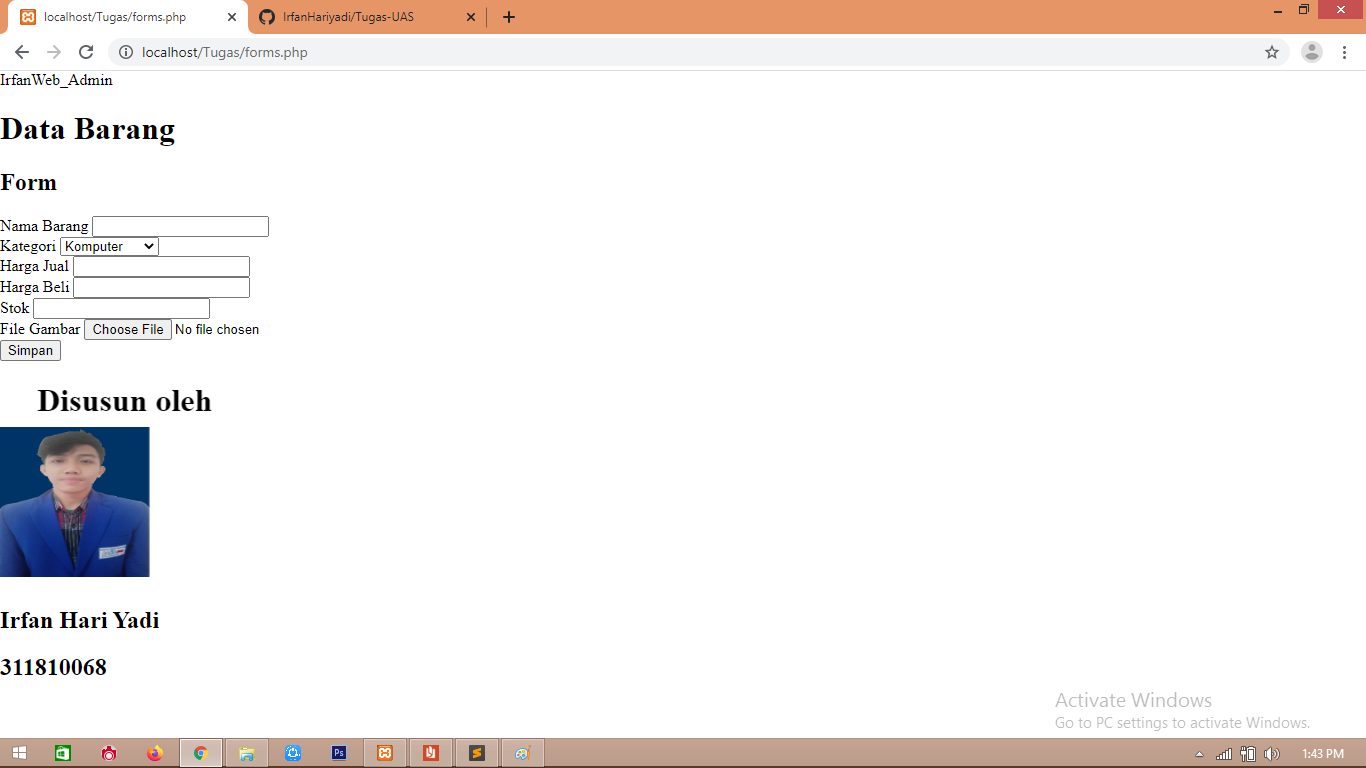 localhost/Tugas/forms.php
IrfanHariyadi/Tugas-UAS
localhost/Tugas/forms.php
IrfanWeb_Admin
Data Barang
Form
Nama Barang
Kategori Komputer
Harga Jual
Harga Beli
Stok
File Gambar Choose File No file chosen
Simpan
Disusun oleh
Irfan Hari Yadi
311810068
Activate Windows
Go to PC settings to activate Windows.
Ps
1:43 PM